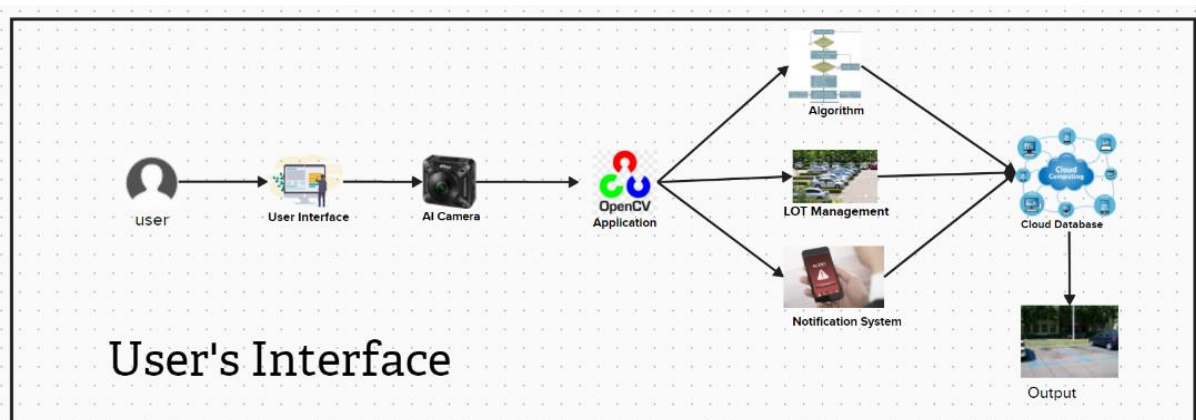 Algorithm
Cloud
Computing
OpenCV
user
User Interface
AI Camera
Application
LOT Management
Cloud Database
ALERT
Notification System
User's Interface
Output